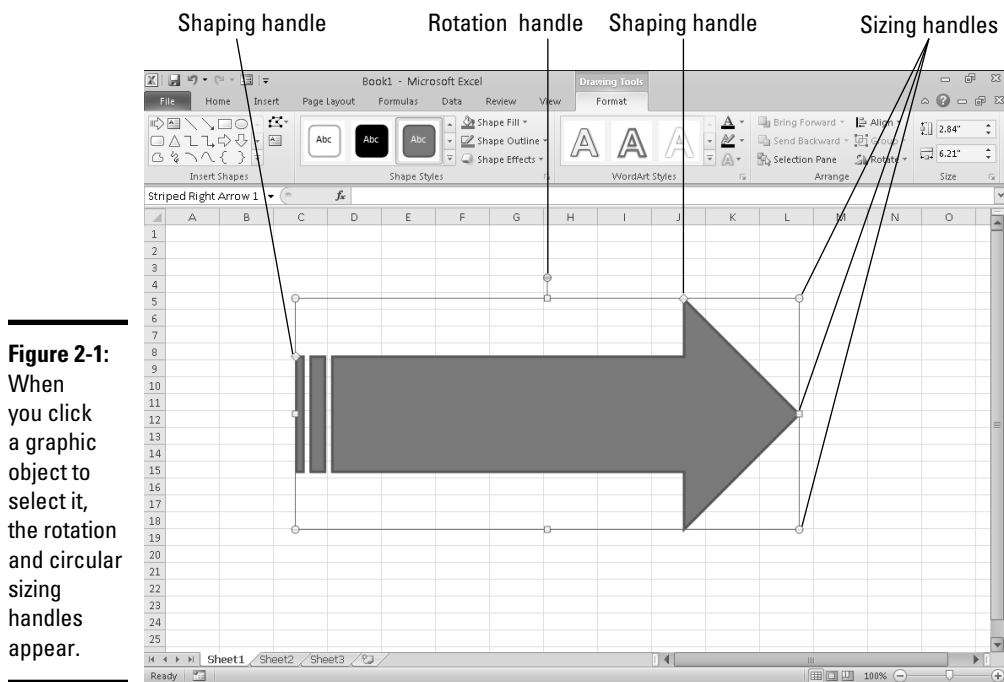 Shaping handle Rotation handle Shaping handle Sizing handles
Book1 - Microsoft Excel Drawing Tools
File Home Insert Page Layout Formulas Data Review View Format
Abc Abc Abc
Shape Fill
Shape Outline
Shape Effects
A A A
Bring Forward
Send Backward
Selection Pane
Align
Group
Rotate
2.84"
6.21"
Insert Shapes Shape Styles WordArt Styles Arrange Size
Striped Right Arrow 1 fx
A B C D E F G H I J K L M N O
1
2
3
4
5
6
7
8
9
10
11
12
13
14
15
16
17
18
19
20
21
22
23
24
25
Sheet1 Sheet2 Sheet3
Ready 100%
Figure 2-1:
When
you click
a graphic
object to
select it,
the rotation
and circular
sizing
handles
appear.